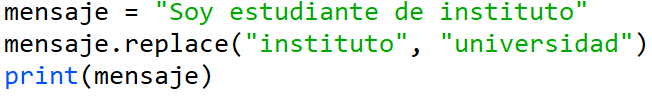 mensaje = "Soy estudiante de instituto"
mensaje.replace("instituto", "universidad")
print(mensaje)